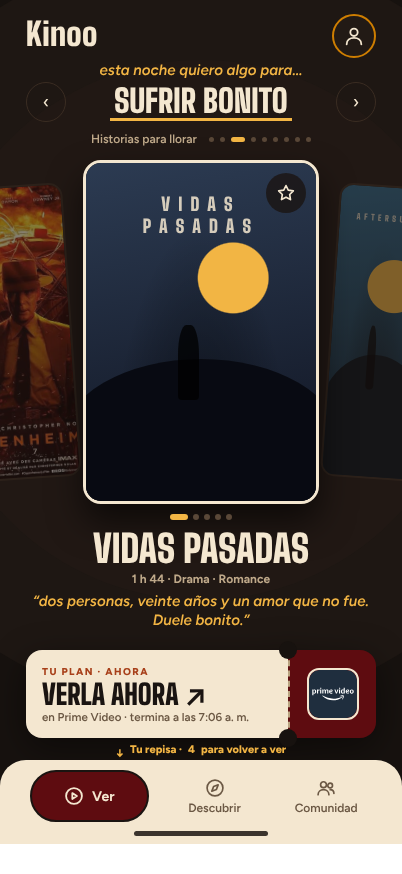 Kinoo
esta noche quiero algo para...
‹ SUFRIR BONITO ›
Historias para llorar
VIDAS
PASADAS
AFTERS
ENHEIM
VIDAS PASADAS
1 h 44 · Drama · Romance
“dos personas, veinte años y un amor que no fue.
Duele bonito.”
TU PLAN · AHORA
VERLA AHORA ↗
en Prime Video · termina a las 7:06 a. m.
prime video
↓ Tu repisa · 4 para volver a ver
Ver
Descubrir
Comunidad